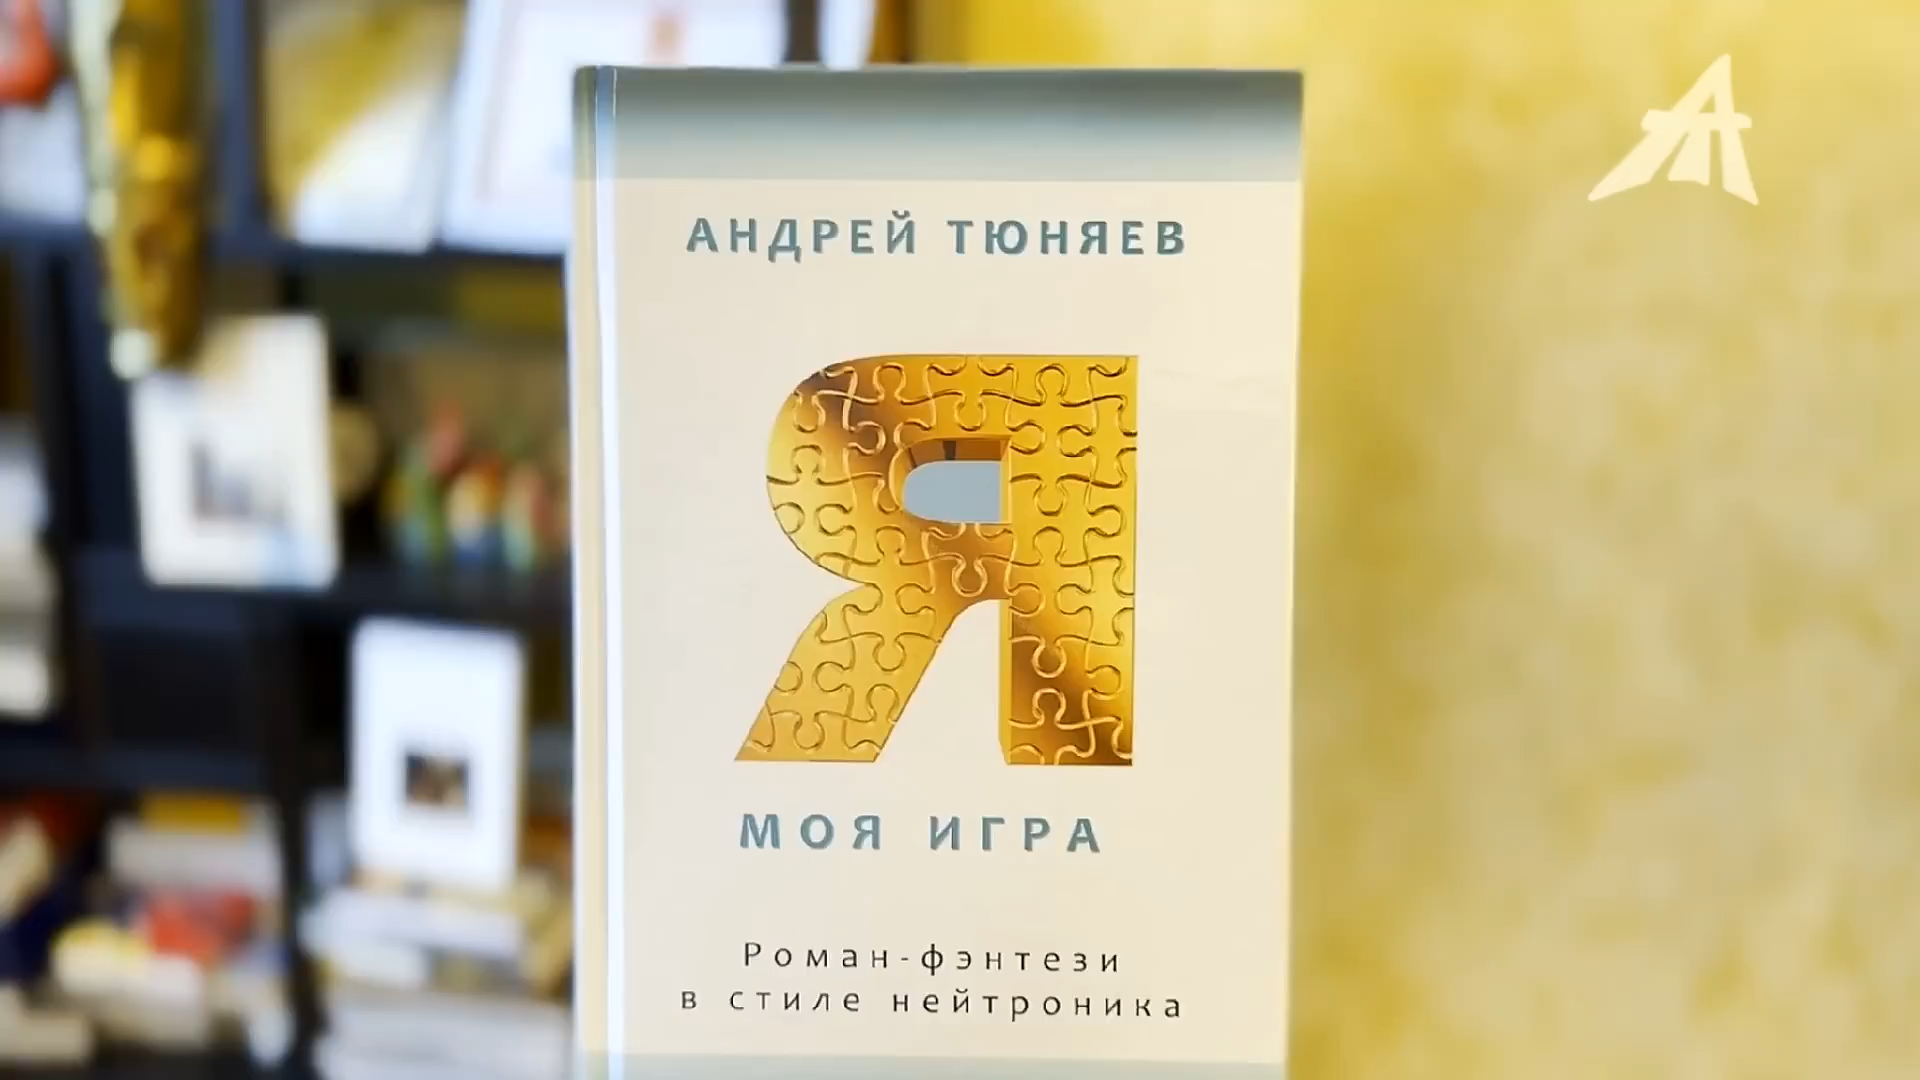 АНДРЕЙ ТЮНЯЕВ
Я
МОЯ ИГРА
Роман-фэнтези
в стиле нейтроника